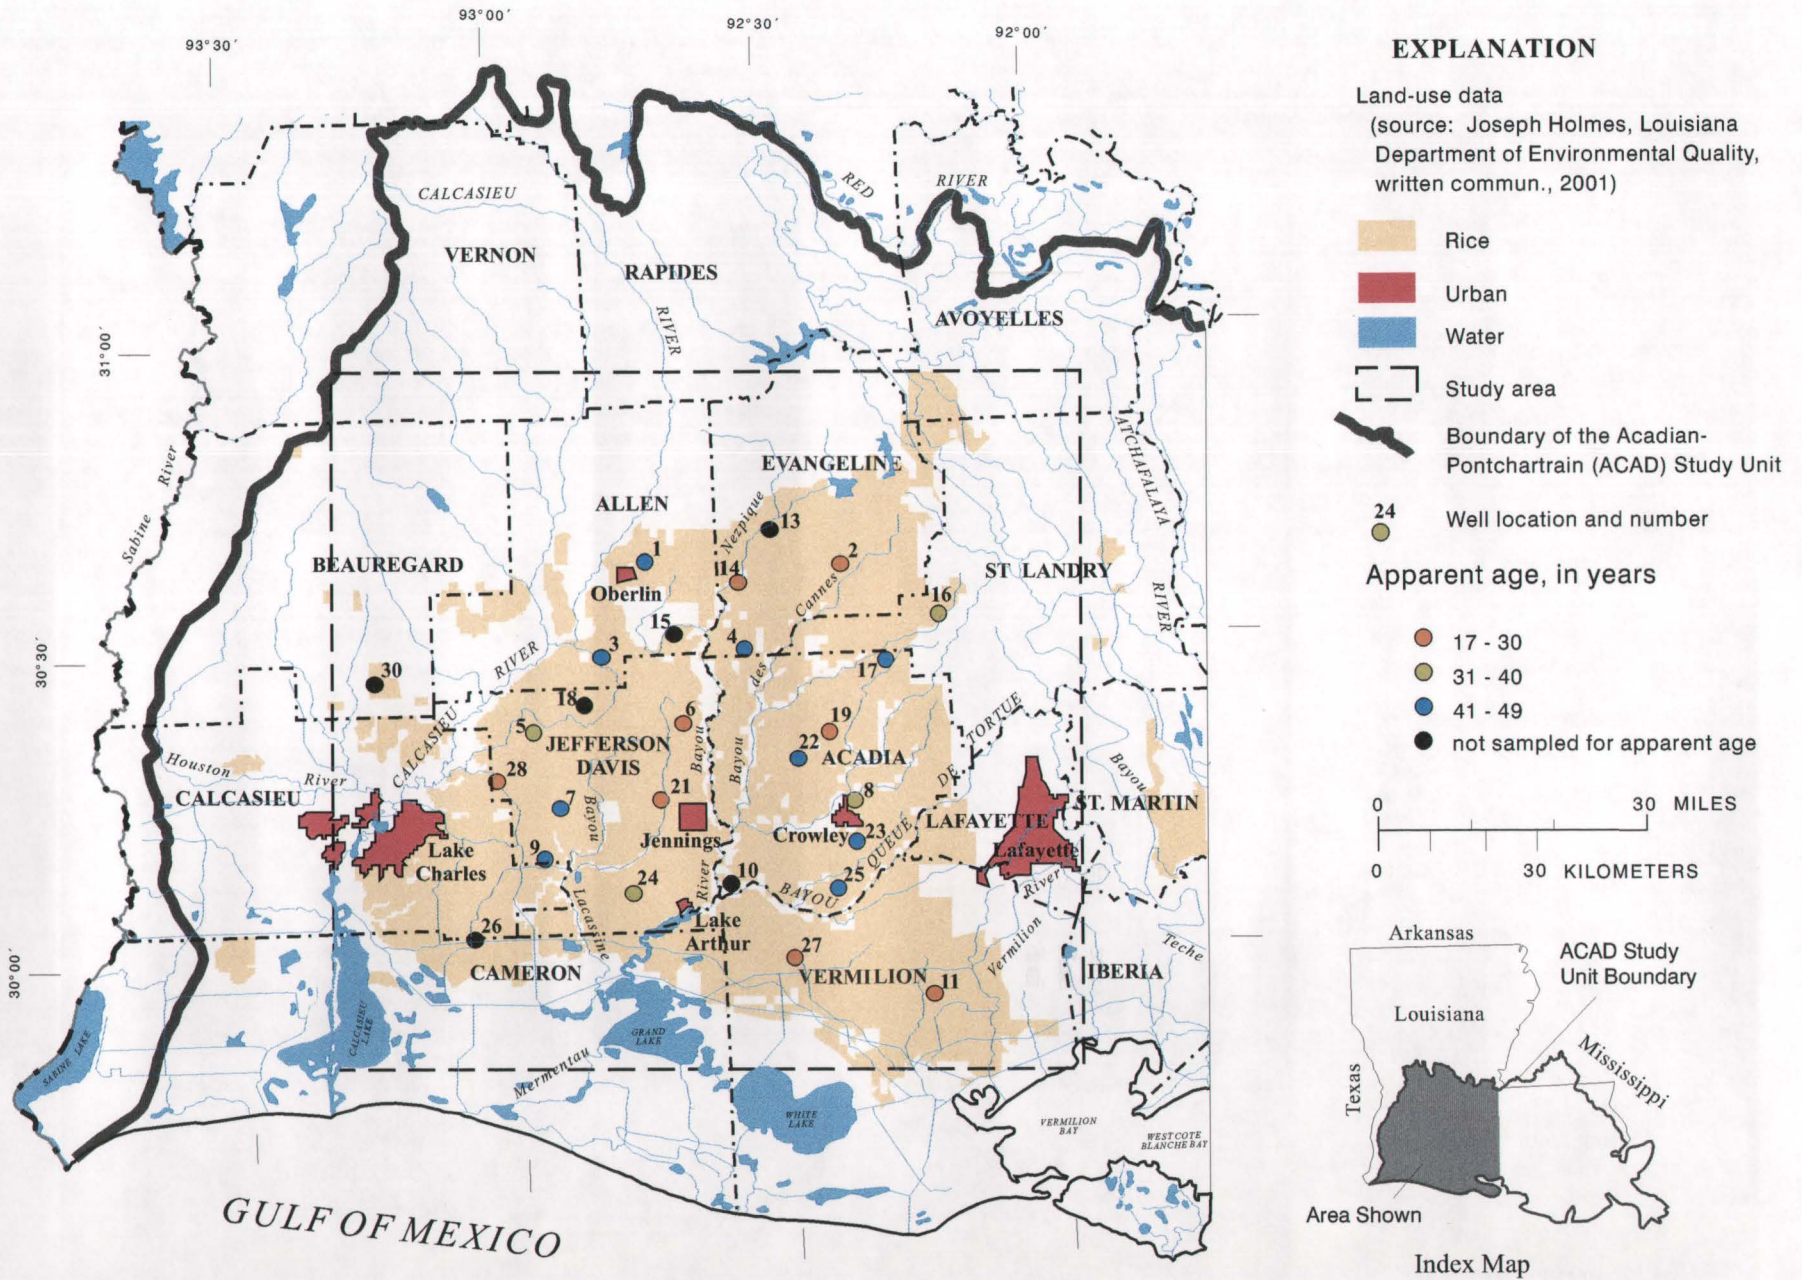 93°30´
93°00´
92°30´
92°00´
31°00´
30°30´
30°00´
CALCASIEU
RIVER
RED
RIVER
VERNON
RAPIDES
AVOYELLES
Sabine River
ATCHAFALAYA
RIVER
EVANGELINE
ALLEN
BEAUREGARD
ST LANDRY
Nezpique
13
1
2
14
Oberlin
Cannes
16
15
3
4
des
17
RIVER
30
18
CALCASIEU
5
6
19
TORTUE
JEFFERSON
DAVIS
Bayou
Bayou
22
ACADIA
DE
Houston
River
28
CALCASIEU
7
Bayou
21
8
Bayou
ST. MARTIN
Jennings
Crowley
23
LAFAYETTE
QUEUE
Lafayette
Lake
Charles
9
24
River
10
BAYOU
25
River
Lacassine
Lake
Arthur
26
CAMERON
27
VERMILION
11
Vermilion
Teche
IBERIA
CALCASIEU
LAKE
SABINE LAKE
GRAND
LAKE
Mermentau
WHITE
LAKE
VERMILION
BAY
WEST COTE
BLANCHE BAY
GULF OF MEXICO
EXPLANATION
Land-use data
(source: Joseph Holmes, Louisiana
Department of Environmental Quality,
written commun., 2001)
Rice
Urban
Water
Study area
Boundary of the Acadian-
Pontchartrain (ACAD) Study Unit
24
Well location and number
Apparent age, in years
17 - 30
31 - 40
41 - 49
not sampled for apparent age
0 30 MILES
0 30 KILOMETERS
Arkansas
ACAD Study
Unit Boundary
Louisiana
Texas
Mississippi
Area Shown
Index Map